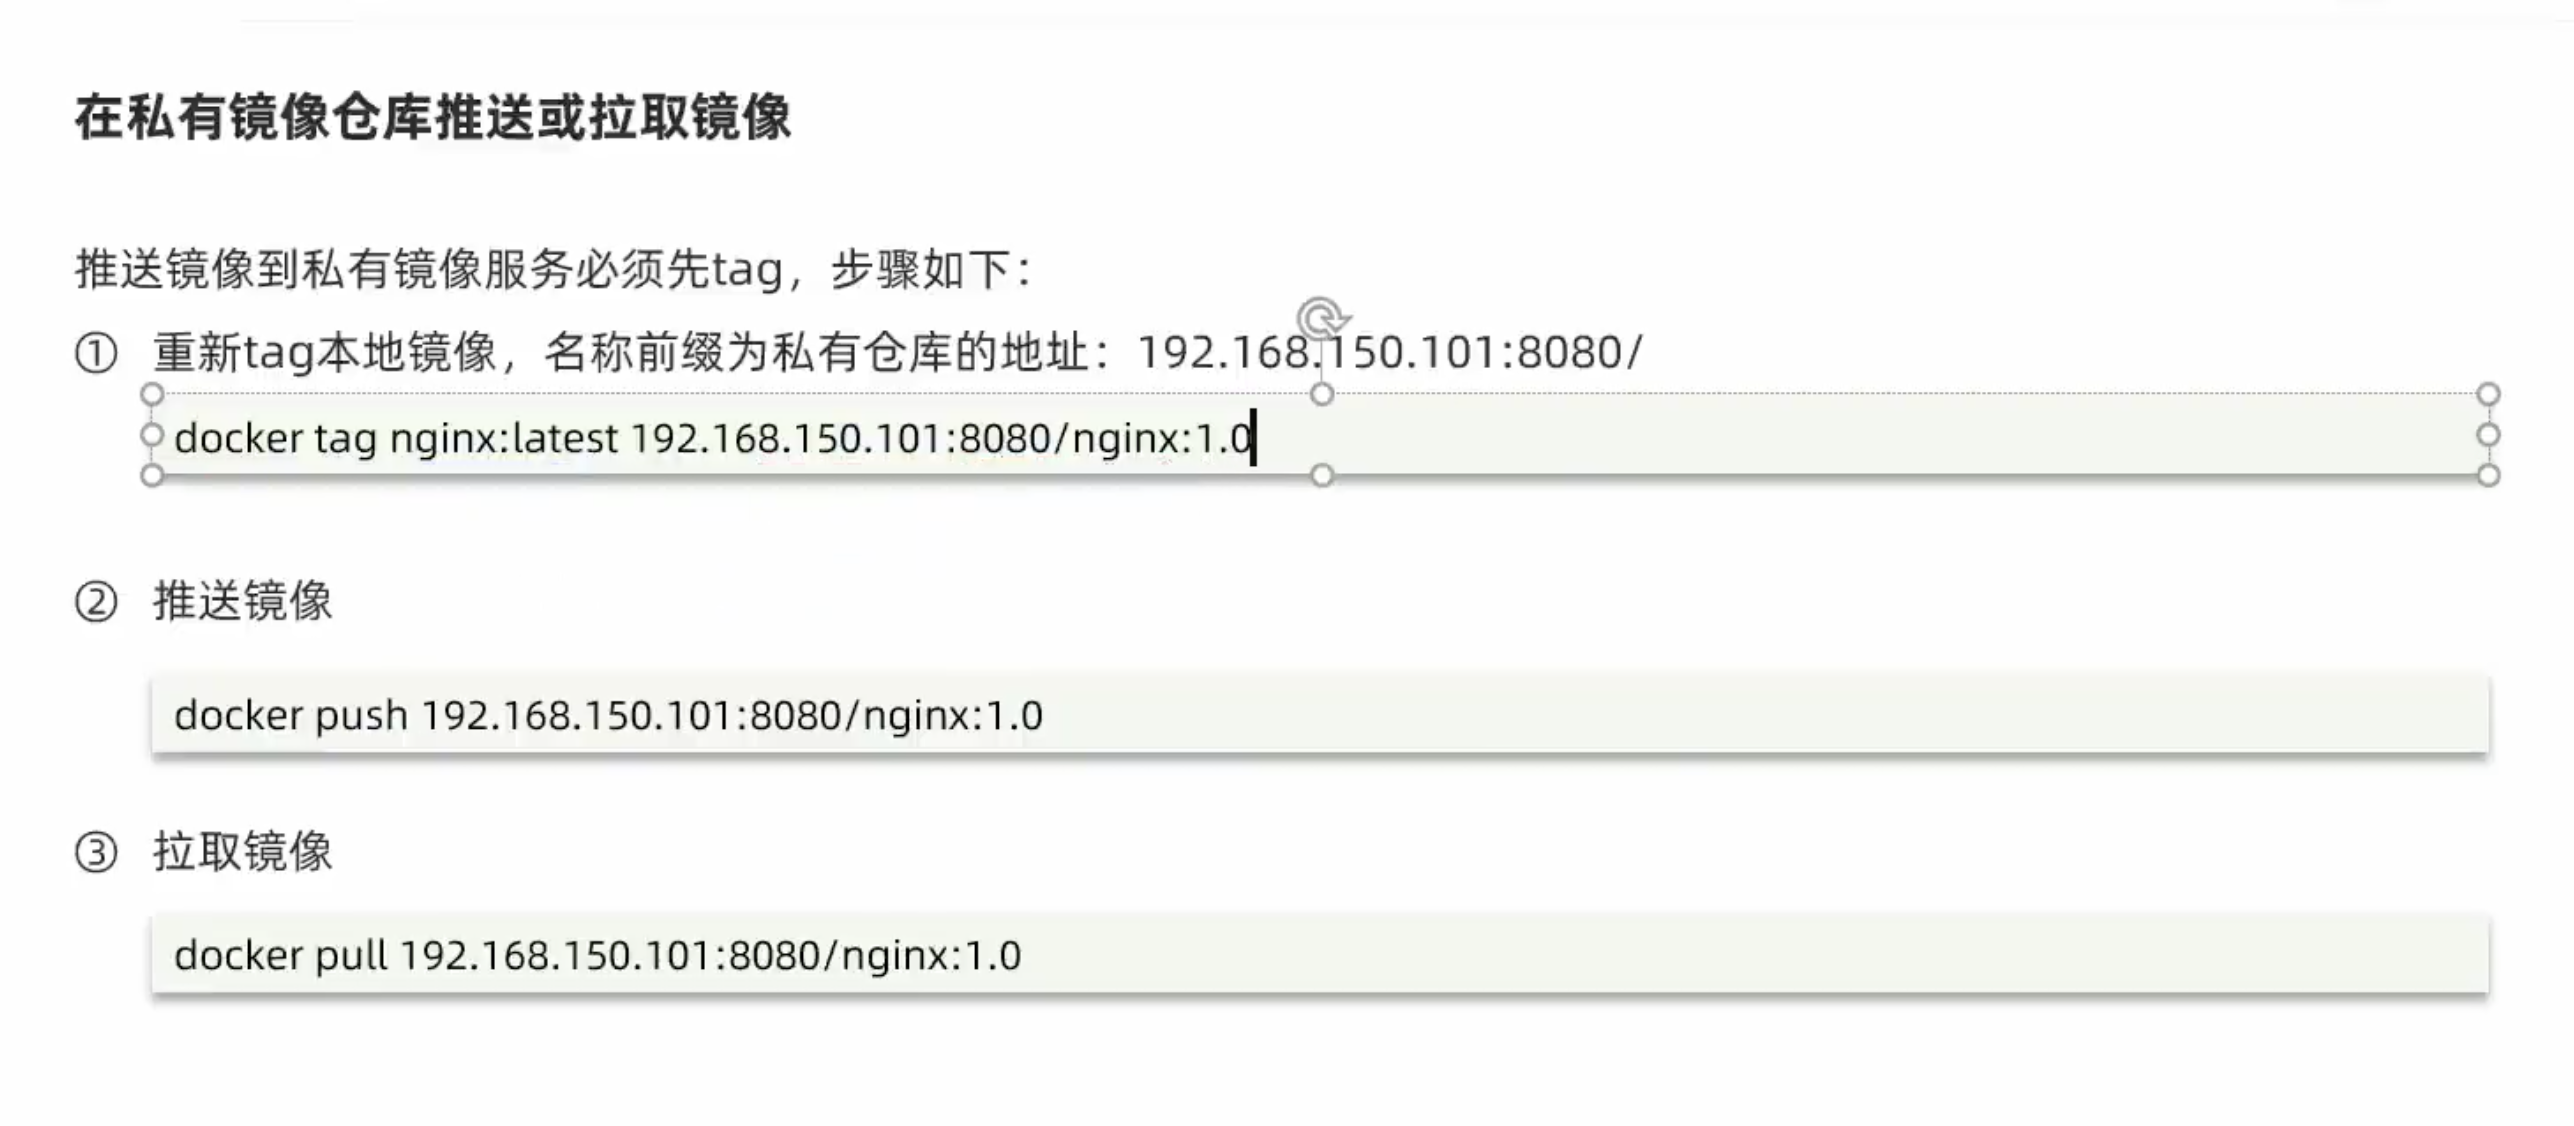 在私有镜像仓库推送或拉取镜像
推送镜像到私有镜像服务必须先tag，步骤如下：
① 重新tag本地镜像，名称前缀为私有仓库的地址：192.168.150.101:8080/
docker tag nginx:latest 192.168.150.101:8080/nginx:1.0
② 推送镜像
docker push 192.168.150.101:8080/nginx:1.0
③ 拉取镜像
docker pull 192.168.150.101:8080/nginx:1.0